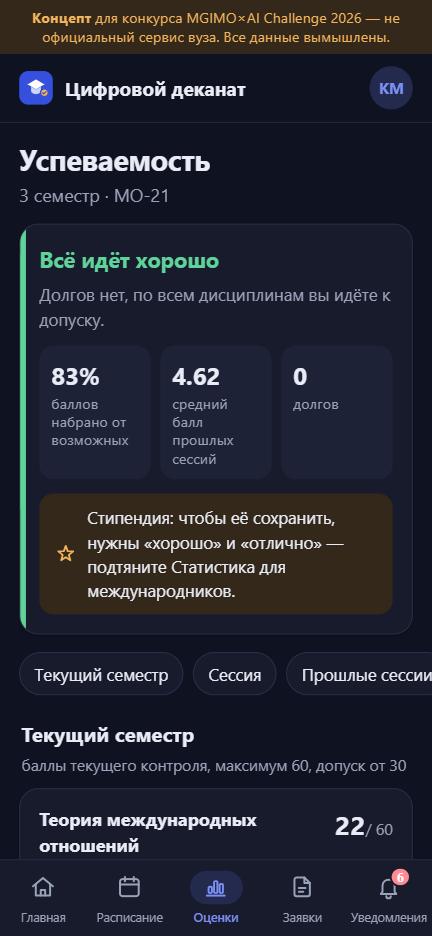 Концепт для конкурса MGIMO×AI Challenge 2026 — не
официальный сервис вуза. Все данные вымышлены.
Цифровой деканат
КМ
Успеваемость
3 семестр · МО-21
Всё идёт хорошо
Долгов нет, по всем дисциплинам вы идёте к
допуску.
83%
баллов
набрано от
возможных
4.62
средний
балл
прошлых
сессий
0
долгов
Стипендия: чтобы её сохранить,
нужны «хорошо» и «отлично» —
подтяните Статистика для
международников.
Текущий семестр
Сессия
Прошлые сессии
Текущий семестр
баллы текущего контроля, максимум 60, допуск от 30
Теория международных
отношений
22/ 60
6
Главная
Расписание
Оценки
Заявки
Уведомления